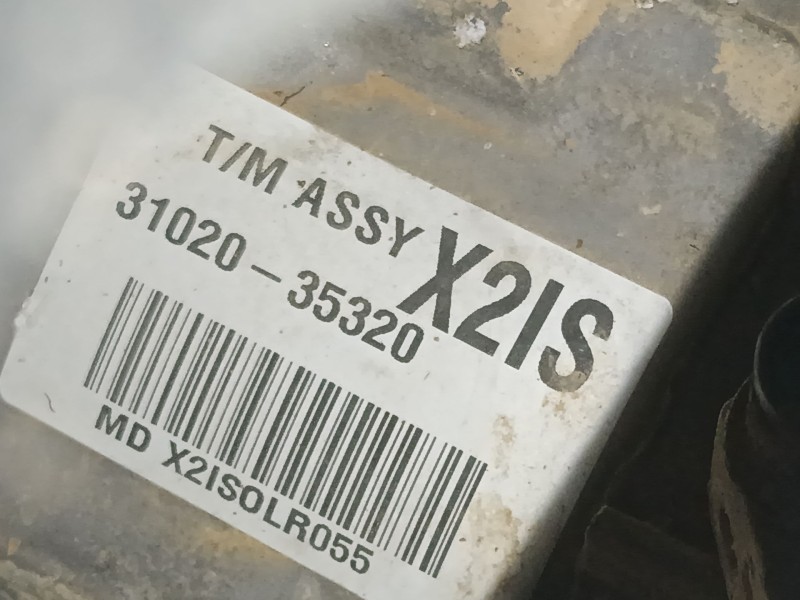 T/M ASSY X2IS
31020-35320
MD X2ISOLR055